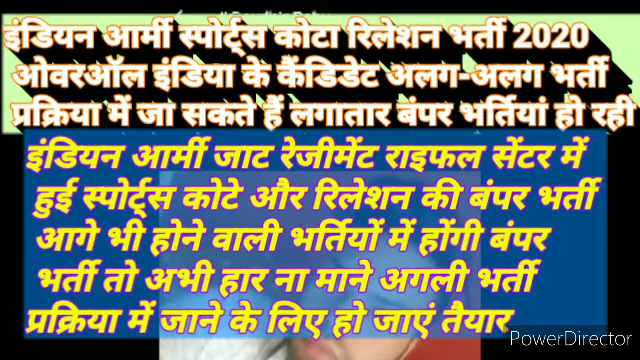 इंडियन आर्मी स्पोर्ट्स कोटा रिलेशन भर्ती 2020
ओवरऑल इंडिया के कैंडिडेट अलग-अलग भर्ती
प्रक्रिया में जा सकते हैं लगातार बंपर भर्तियां हो रही
इंडियन आर्मी जाट रेजीमेंट राइफल सेंटर में
हुई स्पोर्ट्स कोटे और रिलेशन की बंपर भर्ती
आगे भी होने वाली भर्तियों में होंगी बंपर
भर्ती तो अभी हार ना माने अगली भर्ती
प्रक्रिया में जाने के लिए हो जाएं तैयार
PowerDirector